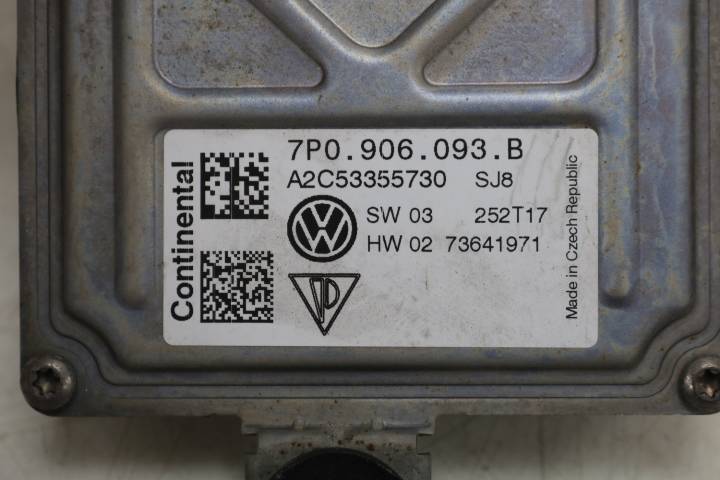 Continental
7P0.906.093.B
A2C53355730 SJ8
SW 03 252T17
HW 02 73641971
Made in Czech Republic